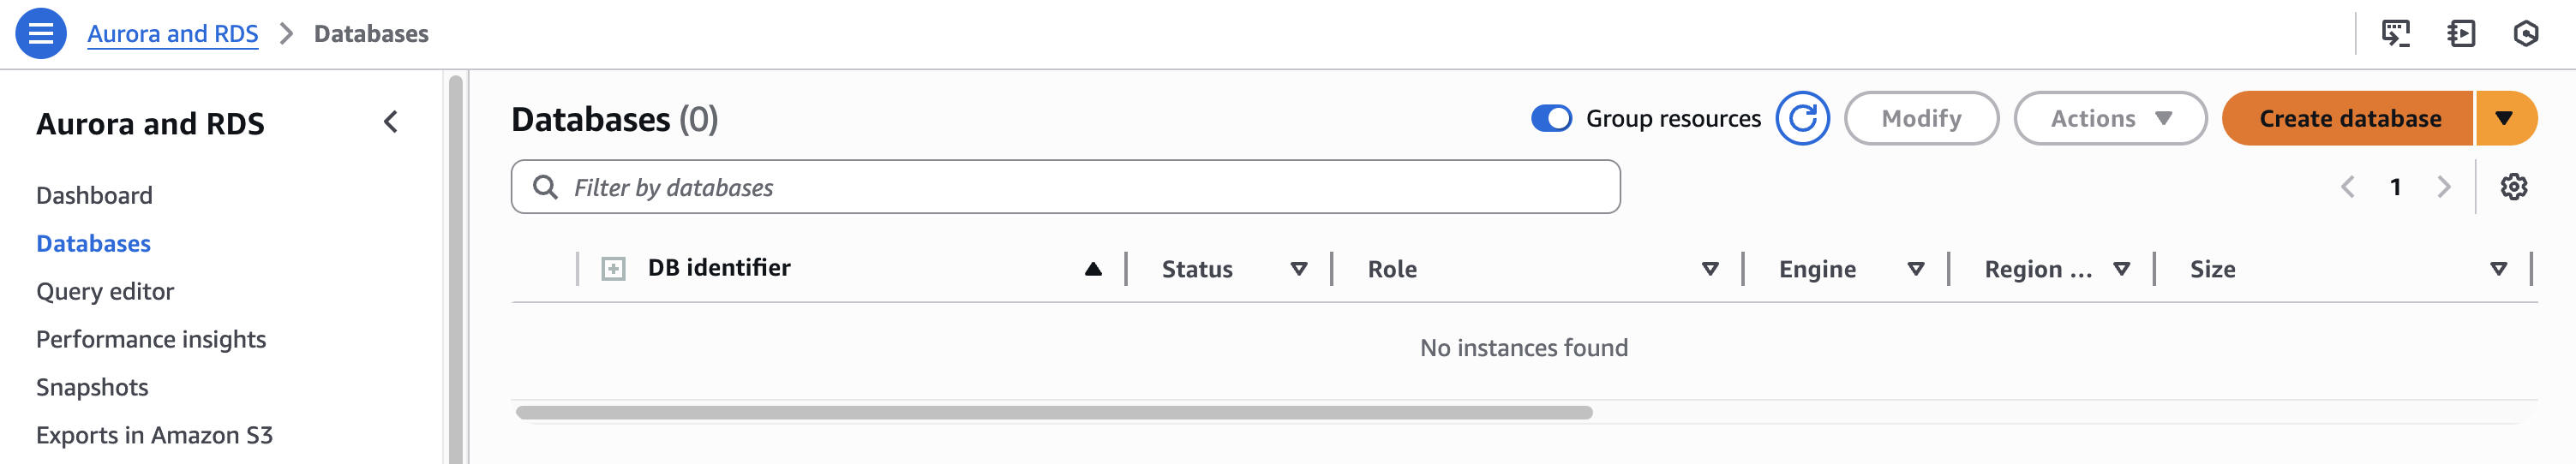 Aurora and RDS > Databases
Aurora and RDS
Dashboard
Databases
Query editor
Performance insights
Snapshots
Exports in Amazon S3
Databases (0)
Group resources
Modify
Actions
Create database
Filter by databases
1
DB identifier Status Role Engine Region ... Size
No instances found